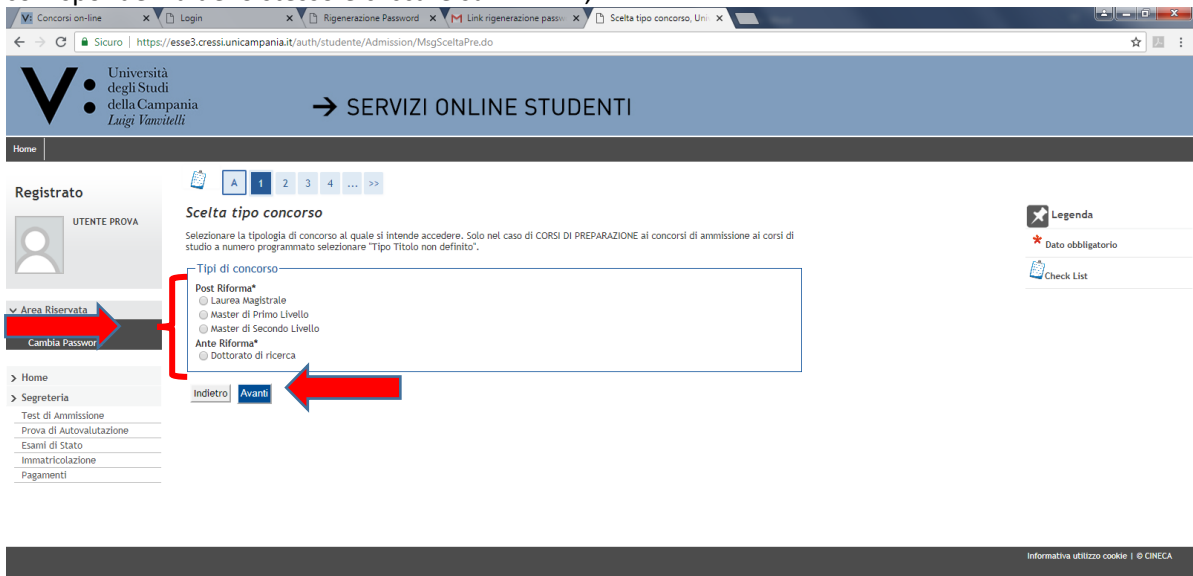 Concorsi on-line
Login
Rigenerazione Password
Link rigenerazione passw
Scelta tipo concorso, Uni
Sicuro | https://esse3.cressi.unicampania.it/auth/studente/Admission/MsgSceltaPre.do
V:
Università
degli Studi
della Campania
Luigi Vanvitelli
→ SERVIZI ONLINE STUDENTI
Home
Registrato
UTENTE PROVA
Area Riservata
Cambia Passwor
> Home
> Segreteria
Test di Ammissione
Prova di Autovalutazione
Esami di Stato
Immatricolazione
Pagamenti
A 1 2 3 4 ... >>
Scelta tipo concorso
Selezionare la tipologia di concorso al quale si intende accedere. Solo nel caso di CORSI DI PREPARAZIONE ai concorsi di ammissione ai corsi di
studio a numero programmato selezionare "Tipo Titolo non definito".
Tipi di concorso
Post Riforma*
Laurea Magistrale
Master di Primo Livello
Master di Secondo Livello
Ante Riforma*
Dottorato di ricerca
Indietro
Avanti
Legenda
* Dato obbligatorio
Check List
Informativa utilizzo cookie | © CINECA